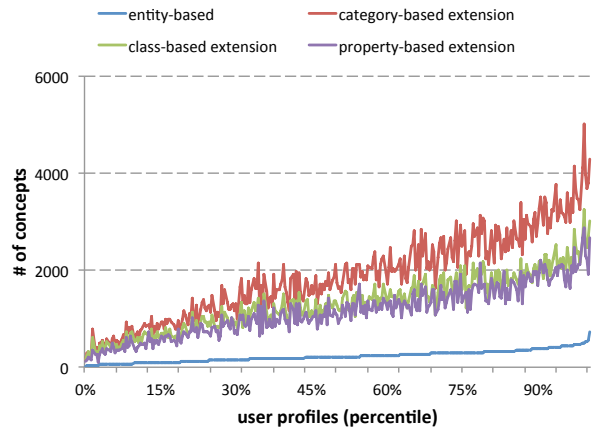 entity-based category-based extension
class-based extension property-based extension
6000
4000
2000
0
# of concepts
0% 15% 30% 45% 60% 75% 90%
user profiles (percentile)